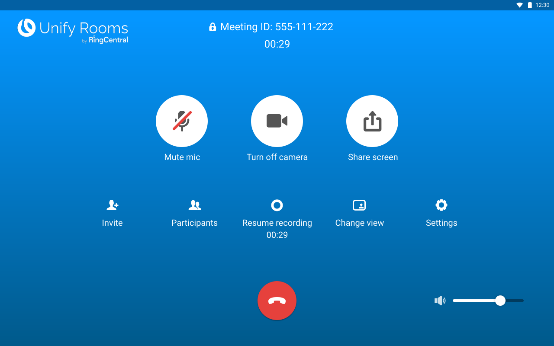 12:30
Unify Rooms
by RingCentral
Meeting ID: 555-111-222
00:29
Mute mic
Turn off camera
Share screen
Invite
Participants
Resume recording
00:29
Change view
Settings